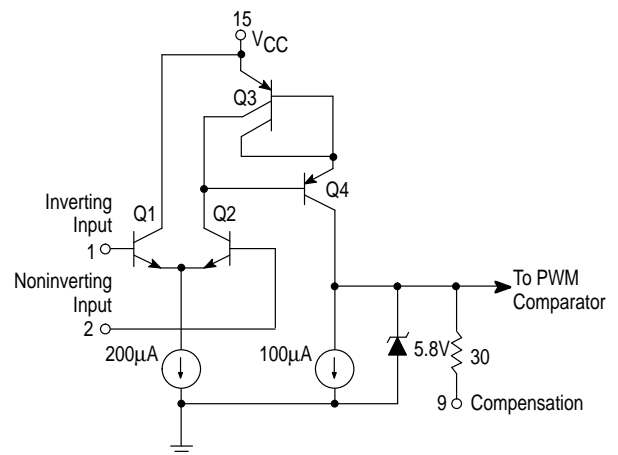 15
VCC
Q3
Q4
Inverting
Input
1
Q1
Q2
Noninverting
Input
2
200µA
100µA
5.8V
30
To PWM
Comparator
9
Compensation